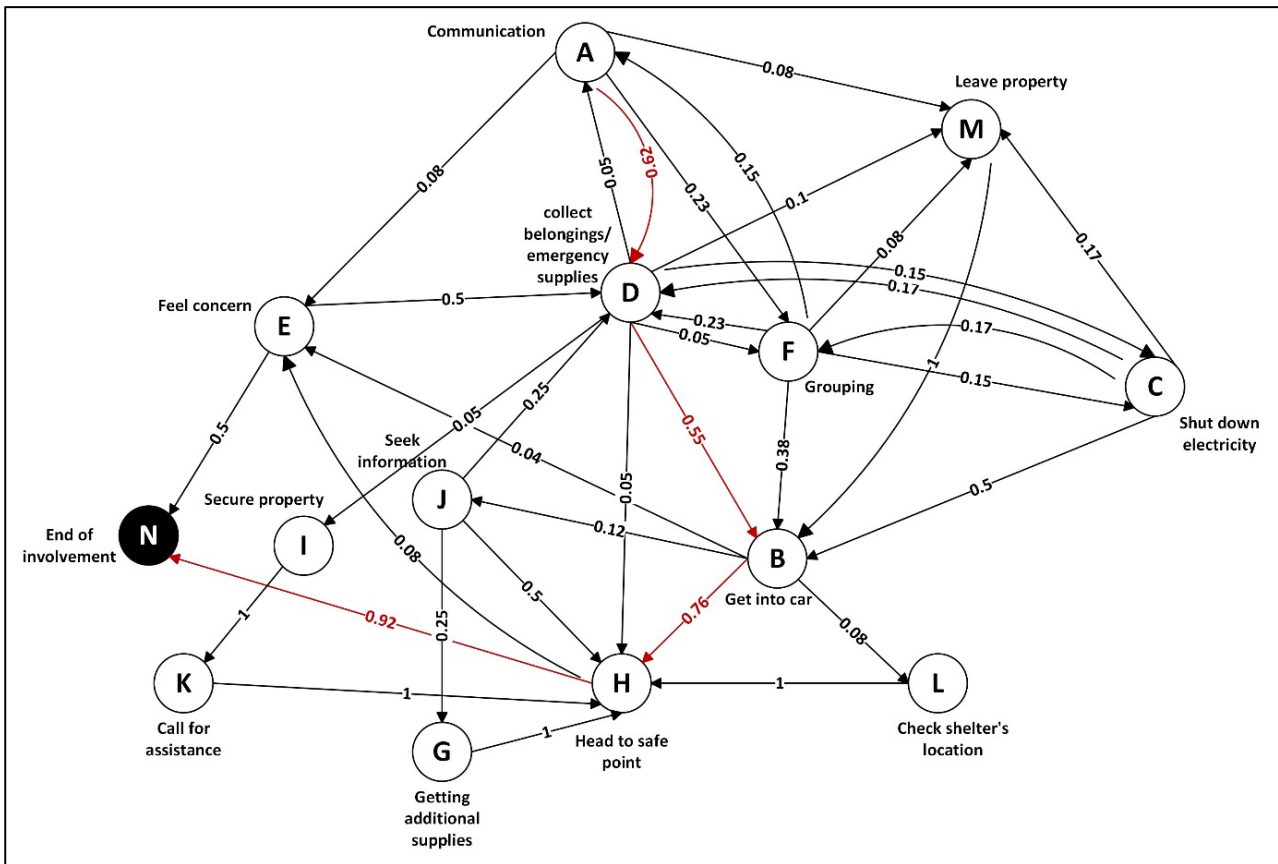 Communication
A
0.08
Leave property
M
0.08
0.05
0.62
0.23
0.15
0.1
0.17
collect
belongings/
emergency
supplies
D
0.08
0.15
0.17
Feel concern
E
0.5
0.23
0.05
F
Grouping
0.17
0.15
1
C
Shut down
electricity
0.5
0.05
0.25
0.04
0.55
0.38
0.5
Seek
information
J
Secure property
I
0.05
0.12
End of
involvement
N
B
Get into car
0.08
0.92
1
0.25
0.5
0.76
0.08
K
1
H
1
L
Call for
assistance
G
1
Head to safe
point
Check shelter's
location
Getting
additional
supplies